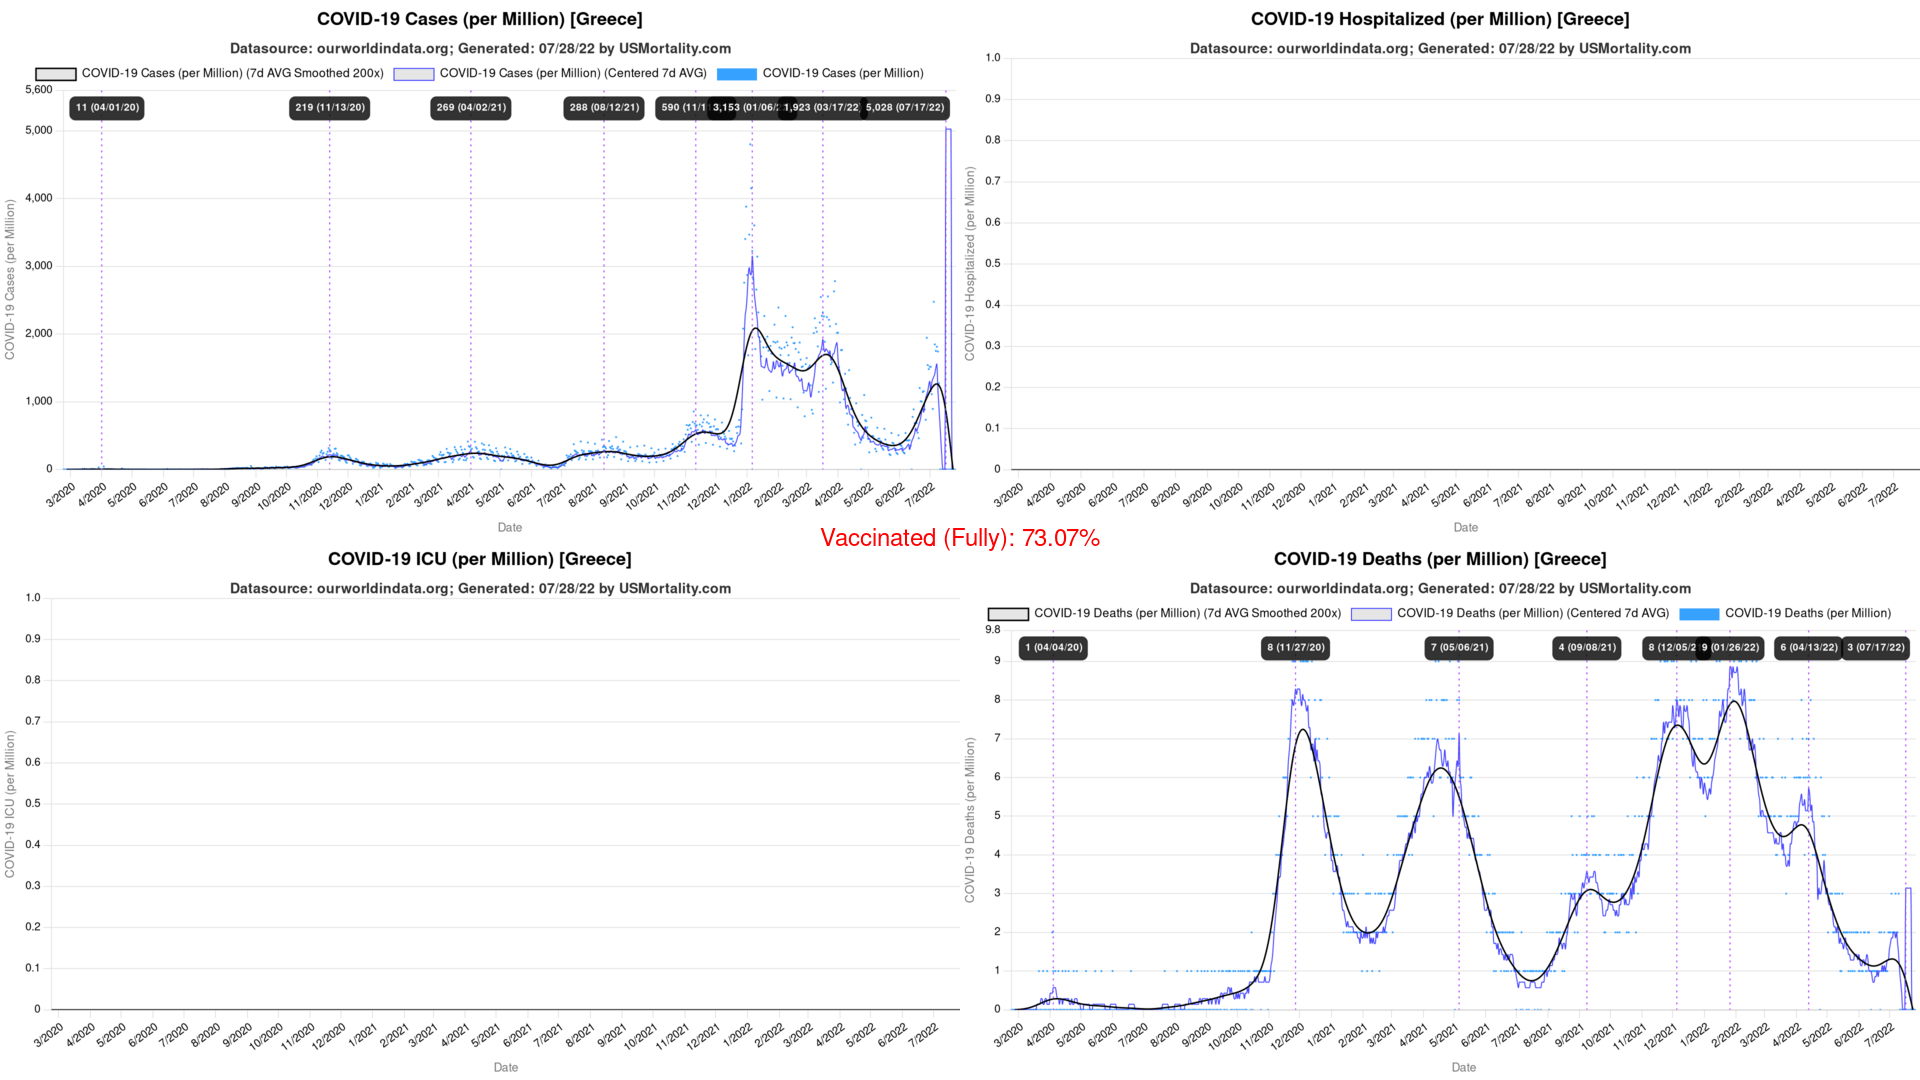 COVID-19 Cases (per Million) [Greece]
Datasource: ourworldindata.org; Generated: 07/28/22 by USMortality.com
COVID-19 Cases (per Million) (7d AVG Smoothed 200x) COVID-19 Cases (per Million) (Centered 7d AVG) COVID-19 Cases (per Million)
11 (04/01/20) 219 (11/13/20) 269 (04/02/21) 288 (08/12/21) 590 (11/1 3,153 (01/06/ 1,923 (03/17/22 5,028 (07/17/22)
5,600
5,000
4,000
3,000
2,000
1,000
0
COVID-19 Cases (per Million)
3/2020 4/2020 5/2020 6/2020 7/2020 8/2020 9/2020 10/2020 11/2020 12/2020 1/2021 2/2021 3/2021 4/2021 5/2021 6/2021 7/2021 8/2021 9/2021 10/2021 11/2021 12/2021 1/2022 2/2022 3/2022 4/2022 5/2022 6/2022 7/2022
Date
COVID-19 Hospitalized (per Million) [Greece]
Datasource: ourworldindata.org; Generated: 07/28/22 by USMortality.com
1.0
0.9
0.8
0.7
0.6
0.5
0.4
0.3
0.2
0.1
0
COVID-19 Hospitalized (per Million)
3/2020 4/2020 5/2020 6/2020 7/2020 8/2020 9/2020 10/2020 11/2020 12/2020 1/2021 2/2021 3/2021 4/2021 5/2021 6/2021 7/2021 8/2021 9/2021 10/2021 11/2021 12/2021 1/2022 2/2022 3/2022 4/2022 5/2022 6/2022 7/2022
Date
Vaccinated (Fully): 73.07%
COVID-19 ICU (per Million) [Greece]
Datasource: ourworldindata.org; Generated: 07/28/22 by USMortality.com
1.0
0.9
0.8
0.7
0.6
0.5
0.4
0.3
0.2
0.1
0
COVID-19 ICU (per Million)
3/2020 4/2020 5/2020 6/2020 7/2020 8/2020 9/2020 10/2020 11/2020 12/2020 1/2021 2/2021 3/2021 4/2021 5/2021 6/2021 7/2021 8/2021 9/2021 10/2021 11/2021 12/2021 1/2022 2/2022 3/2022 4/2022 5/2022 6/2022 7/2022
Date
COVID-19 Deaths (per Million) [Greece]
Datasource: ourworldindata.org; Generated: 07/28/22 by USMortality.com
COVID-19 Deaths (per Million) (7d AVG Smoothed 200x) COVID-19 Deaths (per Million) (Centered 7d AVG) COVID-19 Deaths (per Million)
1 (04/04/20) 8 (11/27/20) 7 (05/06/21) 4 (09/08/21) 8 (12/05/2 9 (01/26/22) 6 (04/13/22) 3 (07/17/22)
9.8
9
8
7
6
5
4
3
2
1
0
COVID-19 Deaths (per Million)
3/2020 4/2020 5/2020 6/2020 7/2020 8/2020 9/2020 10/2020 11/2020 12/2020 1/2021 2/2021 3/2021 4/2021 5/2021 6/2021 7/2021 8/2021 9/2021 10/2021 11/2021 12/2021 1/2022 2/2022 3/2022 4/2022 5/2022 6/2022 7/2022
Date